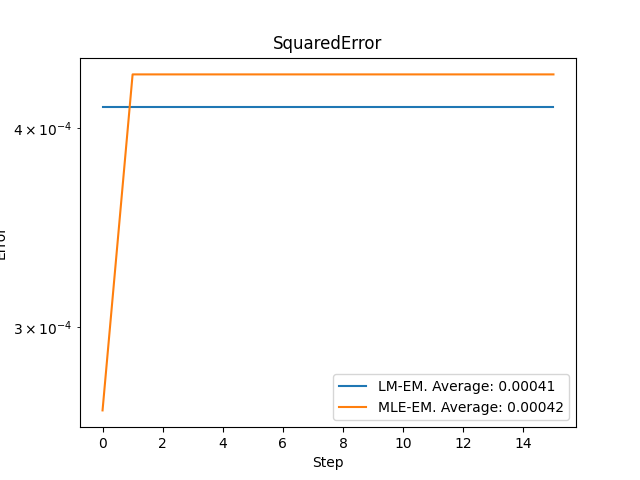 SquaredError
4 × 10⁻⁴
3 × 10⁻⁴
Error
LM-EM. Average: 0.00041
MLE-EM. Average: 0.00042
0 2 4 6 8 10 12 14
Step